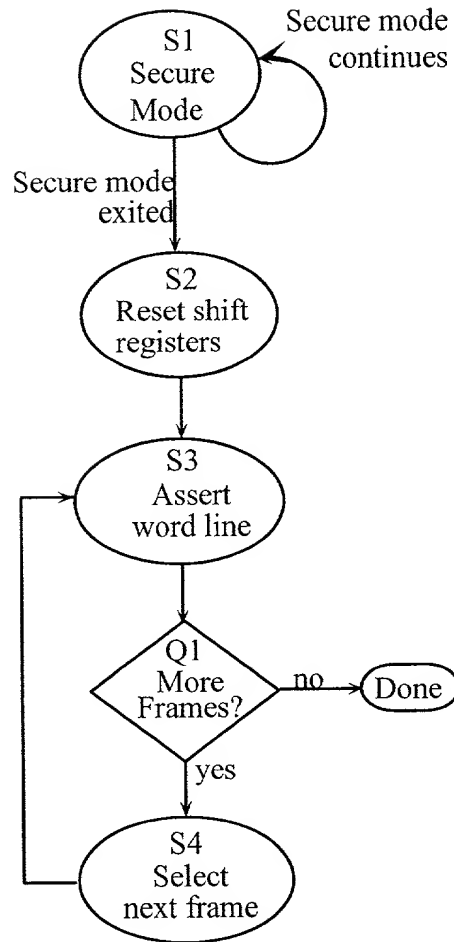 S1
Secure
Mode
Secure mode
continues
Secure mode
exited
S2
Reset shift
registers
S3
Assert
word line
Q1
More
Frames?
no
Done
yes
S4
Select
next frame